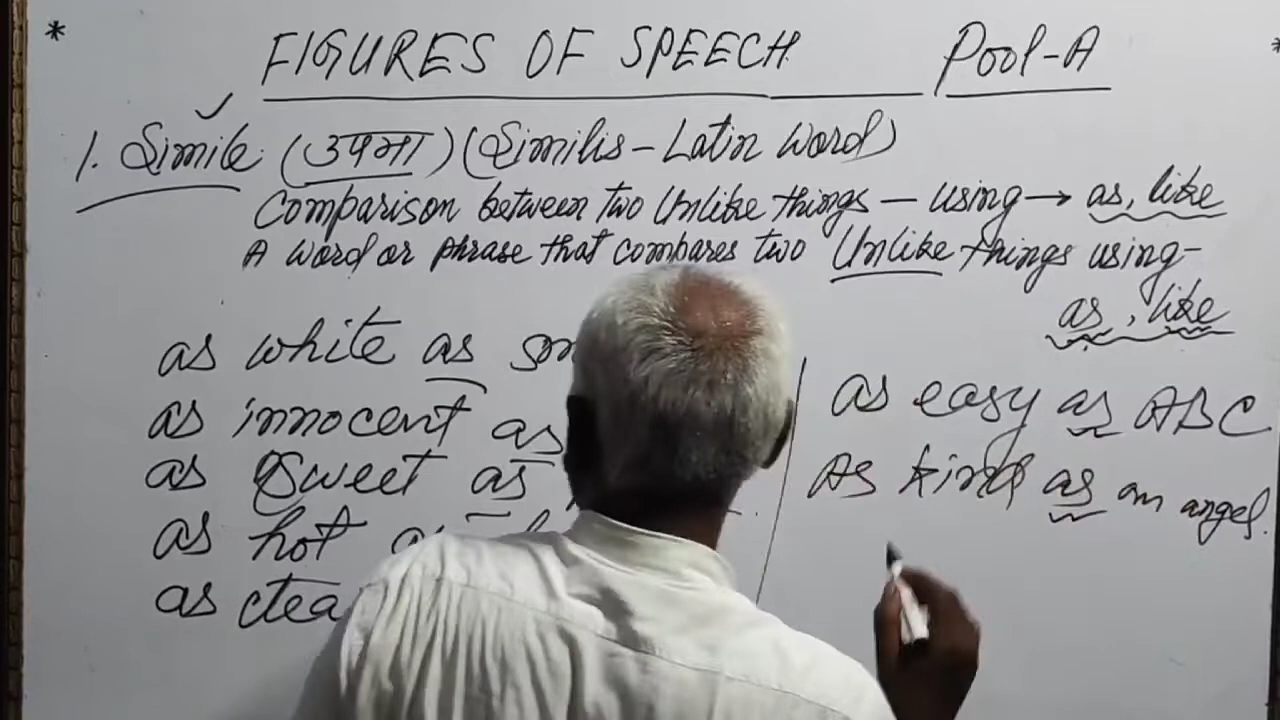 * FIGURES OF SPEECH Pool-A *
1. Simile (उपमा) (Similis - Latin Word)
Comparison between two Unlike things - using → as, like
A word or phrase that compares two Unlike things using-
as, like
as white as
as innocent as
as sweet as
as hot
as
as easy as ABC
As kind as an angel.